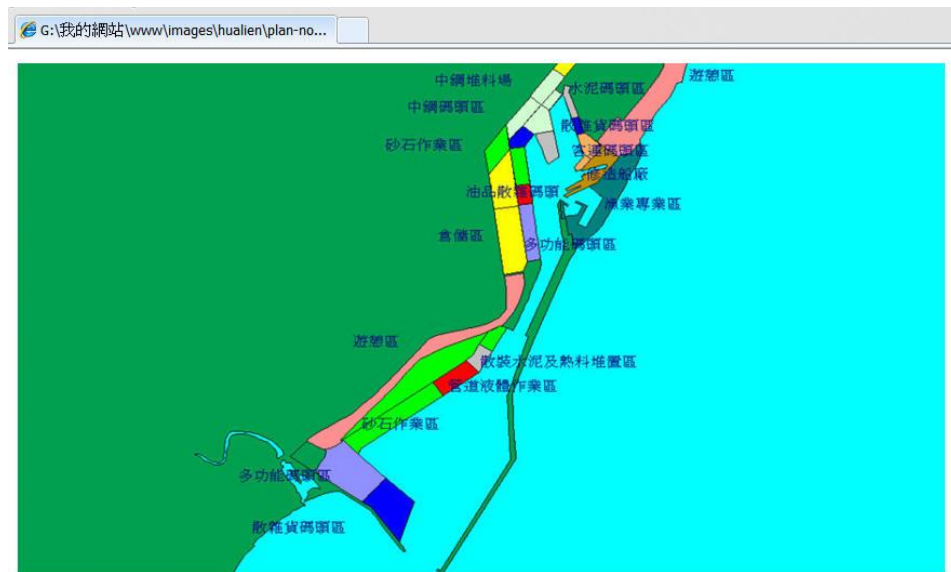 G:\我的網站\www\images\hualien\plan-no...
遊憩區
中鋼堆料場
水泥碼頭區
中鋼碼頭區
散雜貨碼頭區
砂石作業區
客運碼頭區
修造船廠
油品散雜碼頭
漁業專業區
倉儲區
多功能碼頭區
遊憩區
散裝水泥及熟料堆置區
管道液體作業區
砂石作業區
多功能碼頭區
散雜貨碼頭區